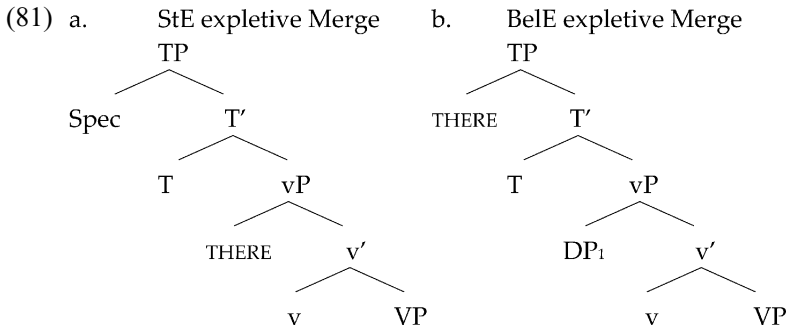 (81) a. StE expletive Merge b. BelE expletive Merge
TP TP
Spec T′ THERE T′
T vP T vP
THERE v′ DP₁ v′
v VP v VP